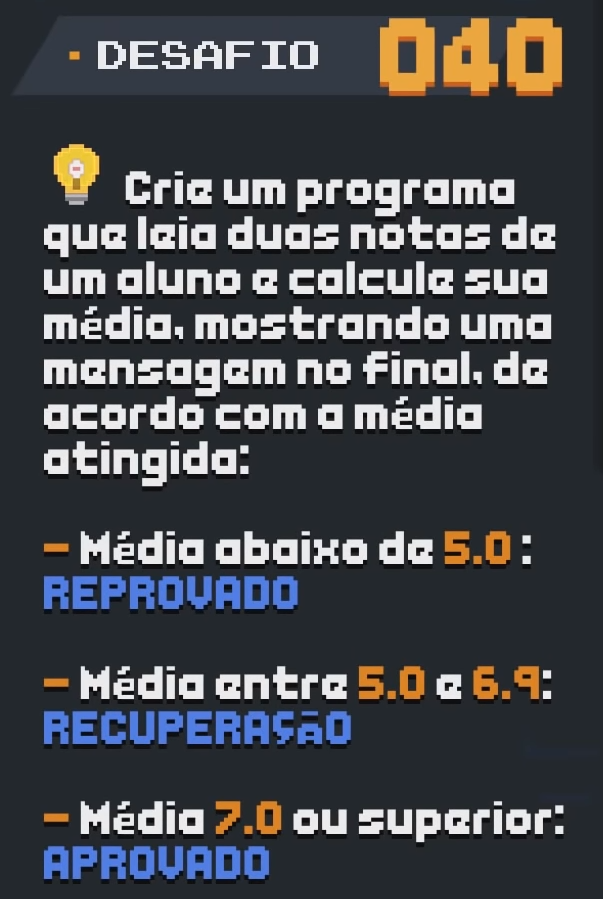 DESAFIO 040
Crie um programa
que leia duas notas de
um aluno e calcule sua
média, mostrando uma
mensagem no final, de
acordo com a média
atingida:
- Média abaixo de 5.0 :
REPROVADO
- Média entre 5.0 e 6.9:
RECUPERAÇÃO
- Média 7.0 ou superior:
APROVADO